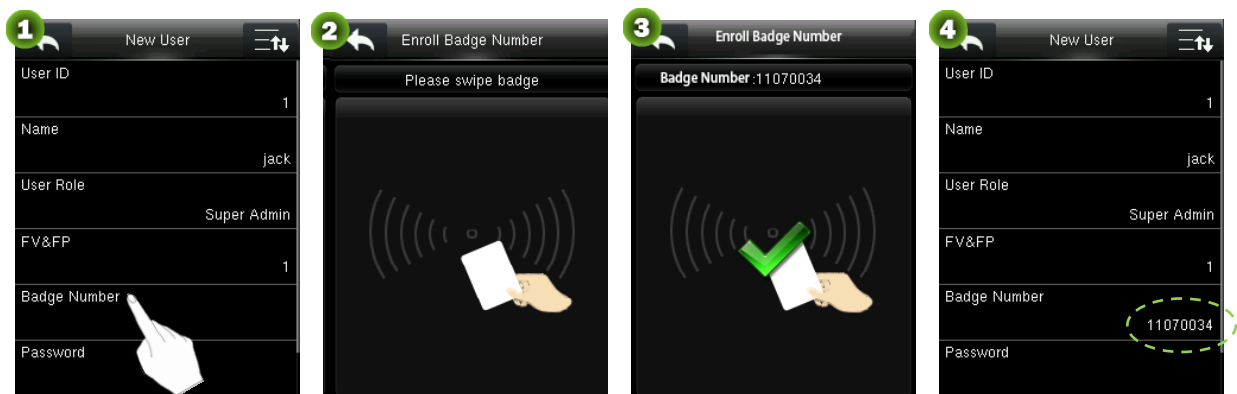 1
New User
User ID
1
Name
jack
User Role
Super Admin
FV&FP
1
Badge Number
Password
2
Enroll Badge Number
Please swipe badge
3
Enroll Badge Number
Badge Number :11070034
4
New User
User ID
1
Name
jack
User Role
Super Admin
FV&FP
1
Badge Number
11070034
Password